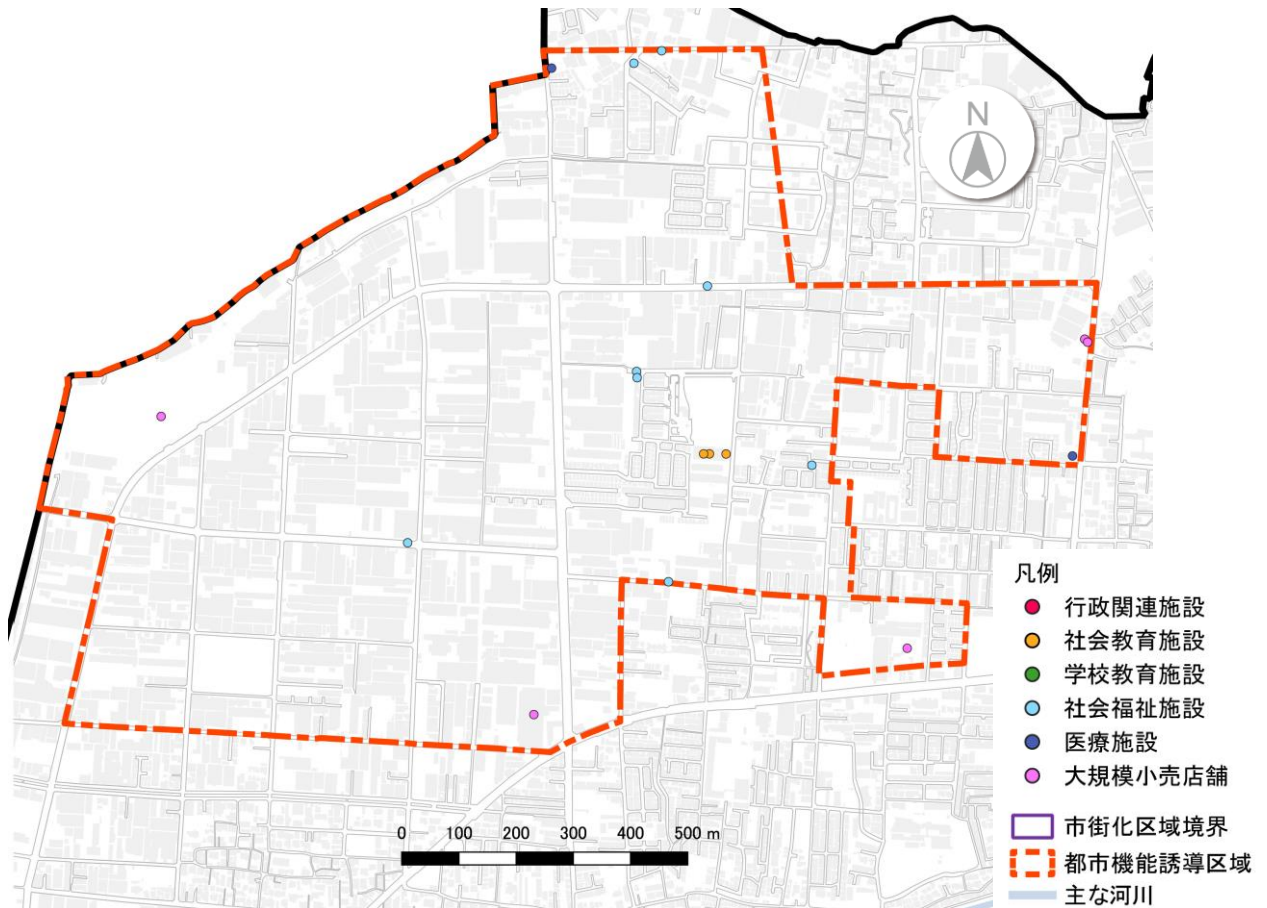 N
凡例
行政関連施設
社会教育施設
学校教育施設
社会福祉施設
医療施設
大規模小売店舗
市街化区域境界
都市機能誘導区域
主な河川
0 100 200 300 400 500 m